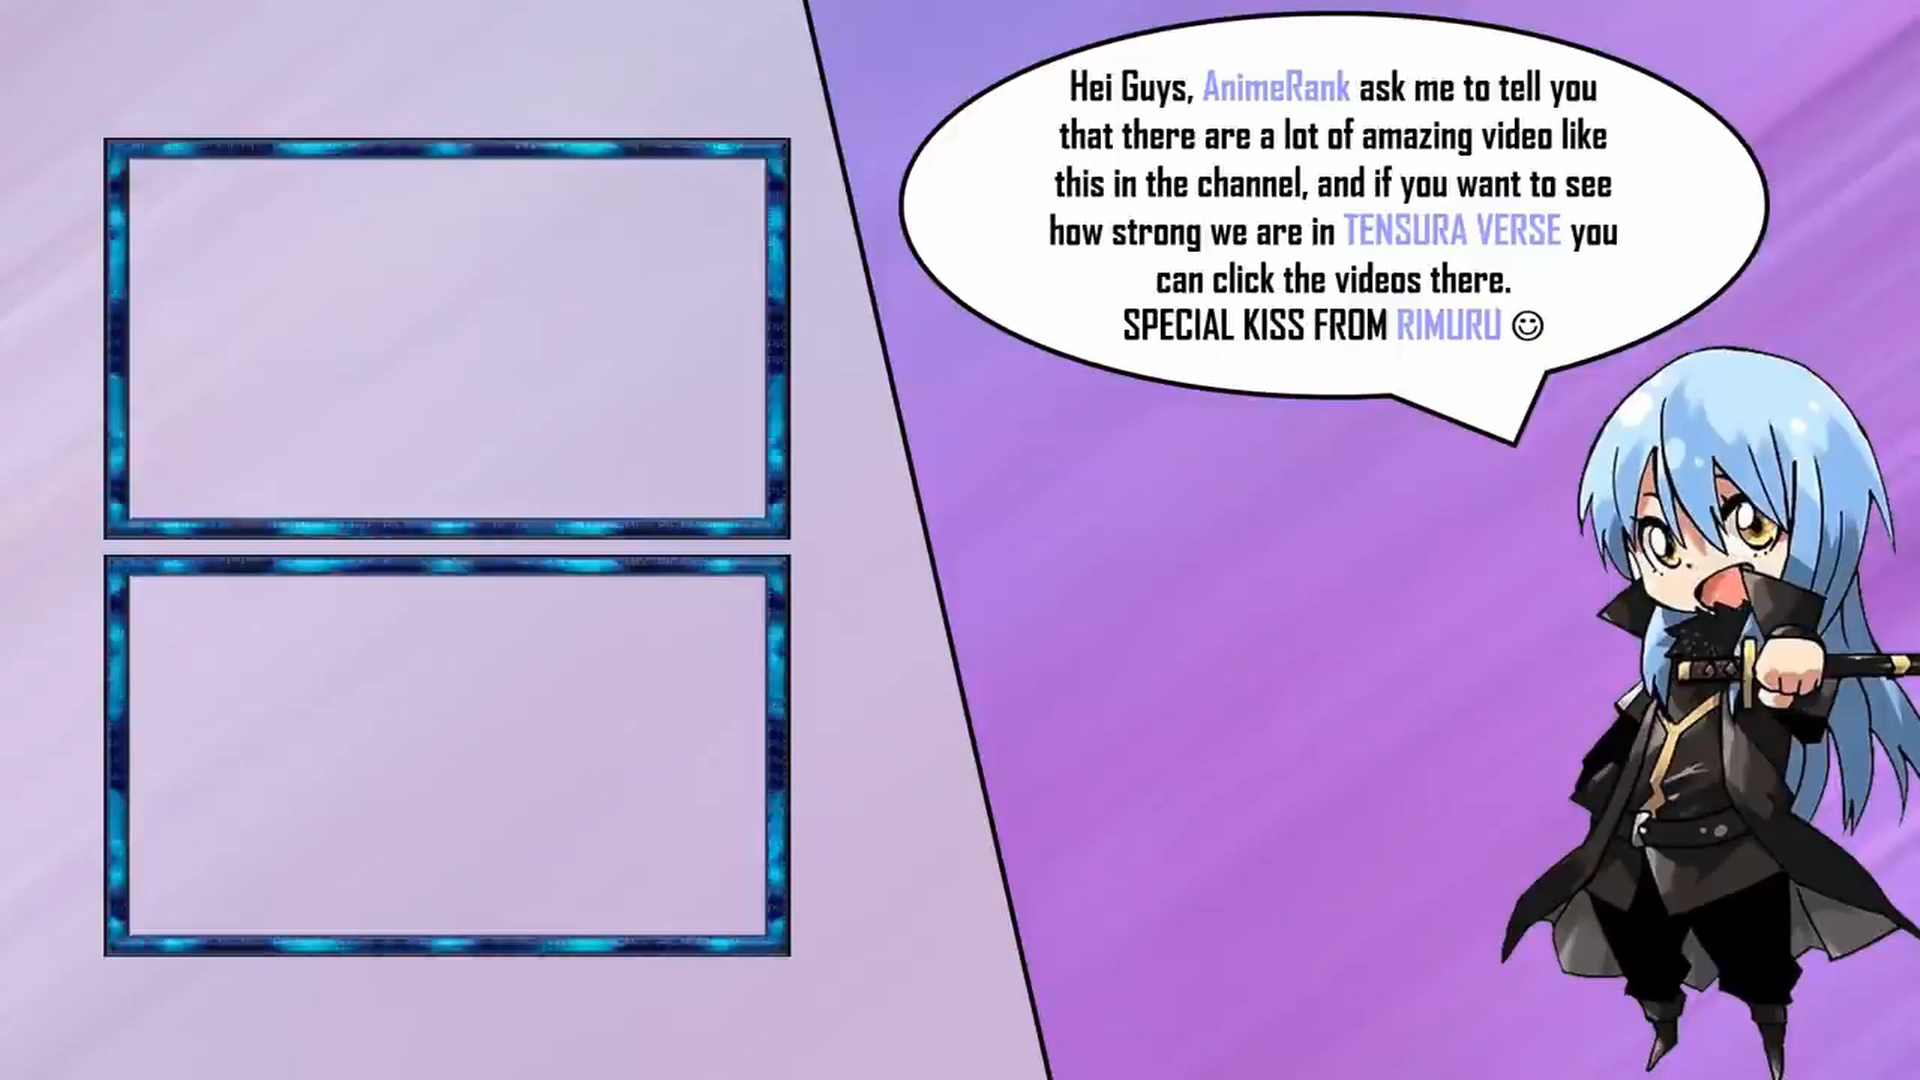 Hei Guys, AnimeRank ask me to tell you
that there are a lot of amazing video like
this in the channel, and if you want to see
how strong we are in TENSURA VERSE you
can click the videos there.
SPECIAL KISS FROM RIMURU ☺